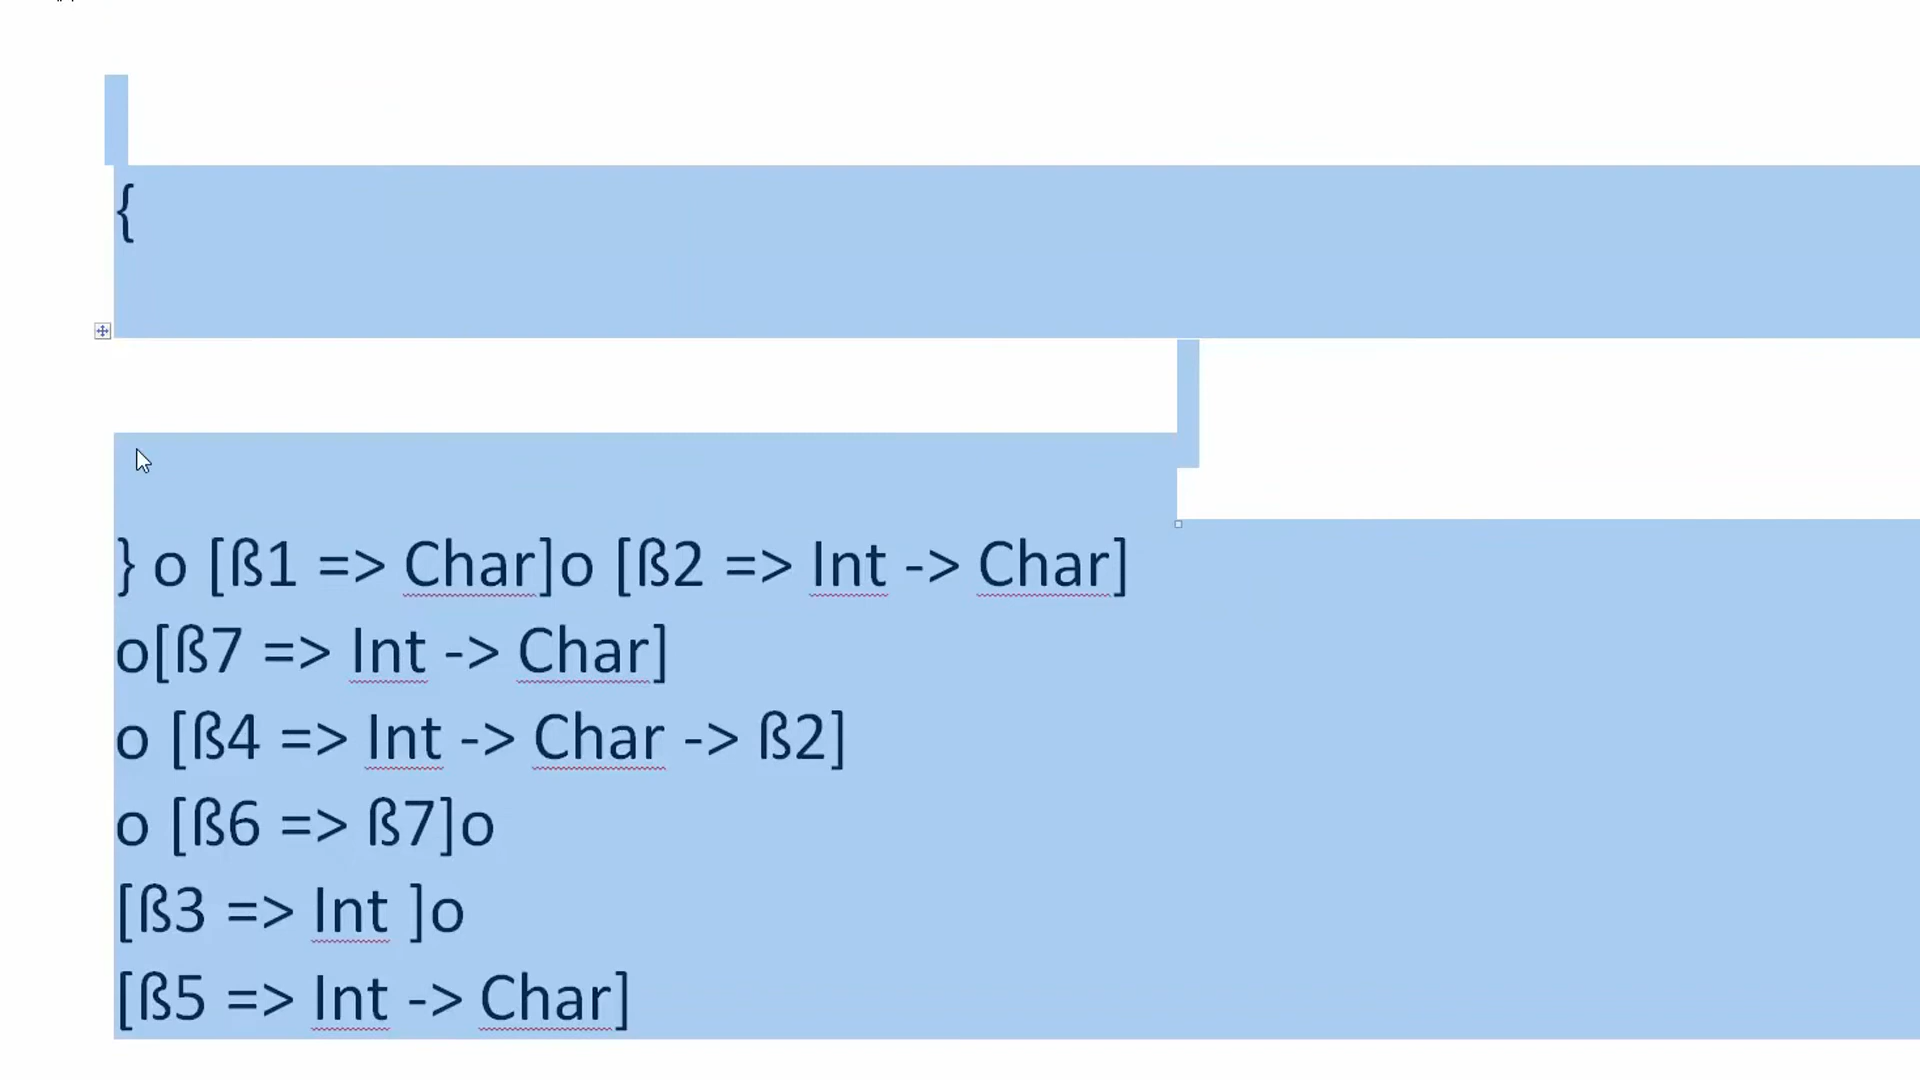 {
} o [ß1 => Char]o [ß2 => Int -> Char]
o[ß7 => Int -> Char]
o [ß4 => Int -> Char -> ß2]
o [ß6 => ß7]o
[ß3 => Int ]o
[ß5 => Int -> Char]